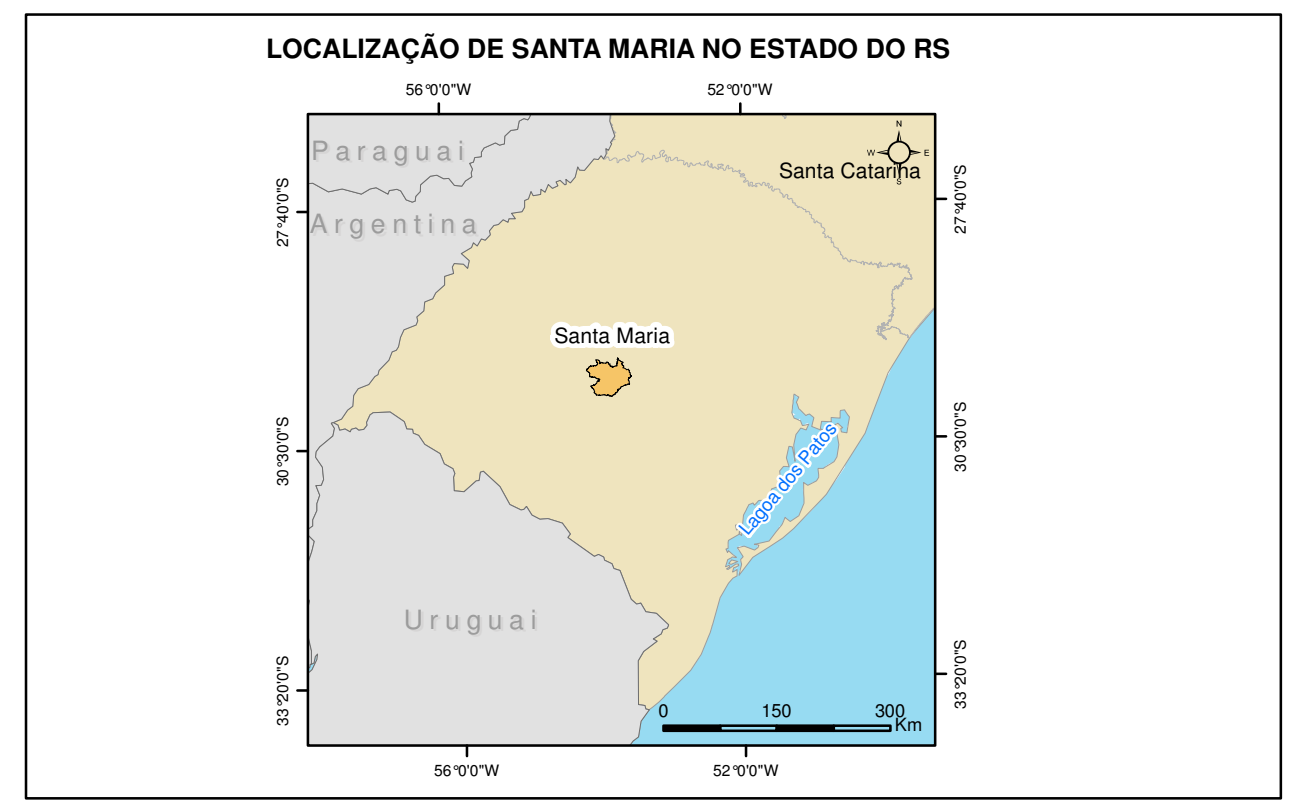 LOCALIZAÇÃO DE SANTA MARIA NO ESTADO DO RS
56°0'0"W
52°0'0"W
N
W
E
S
Paraguai
Santa Catarina
27°40'0"S
27°40'0"S
Argentina
Santa Maria
30°30'0"S
30°30'0"S
Lagoa dos Patos
Uruguai
33°20'0"S
33°20'0"S
0 150 300
Km
56°0'0"W
52°0'0"W